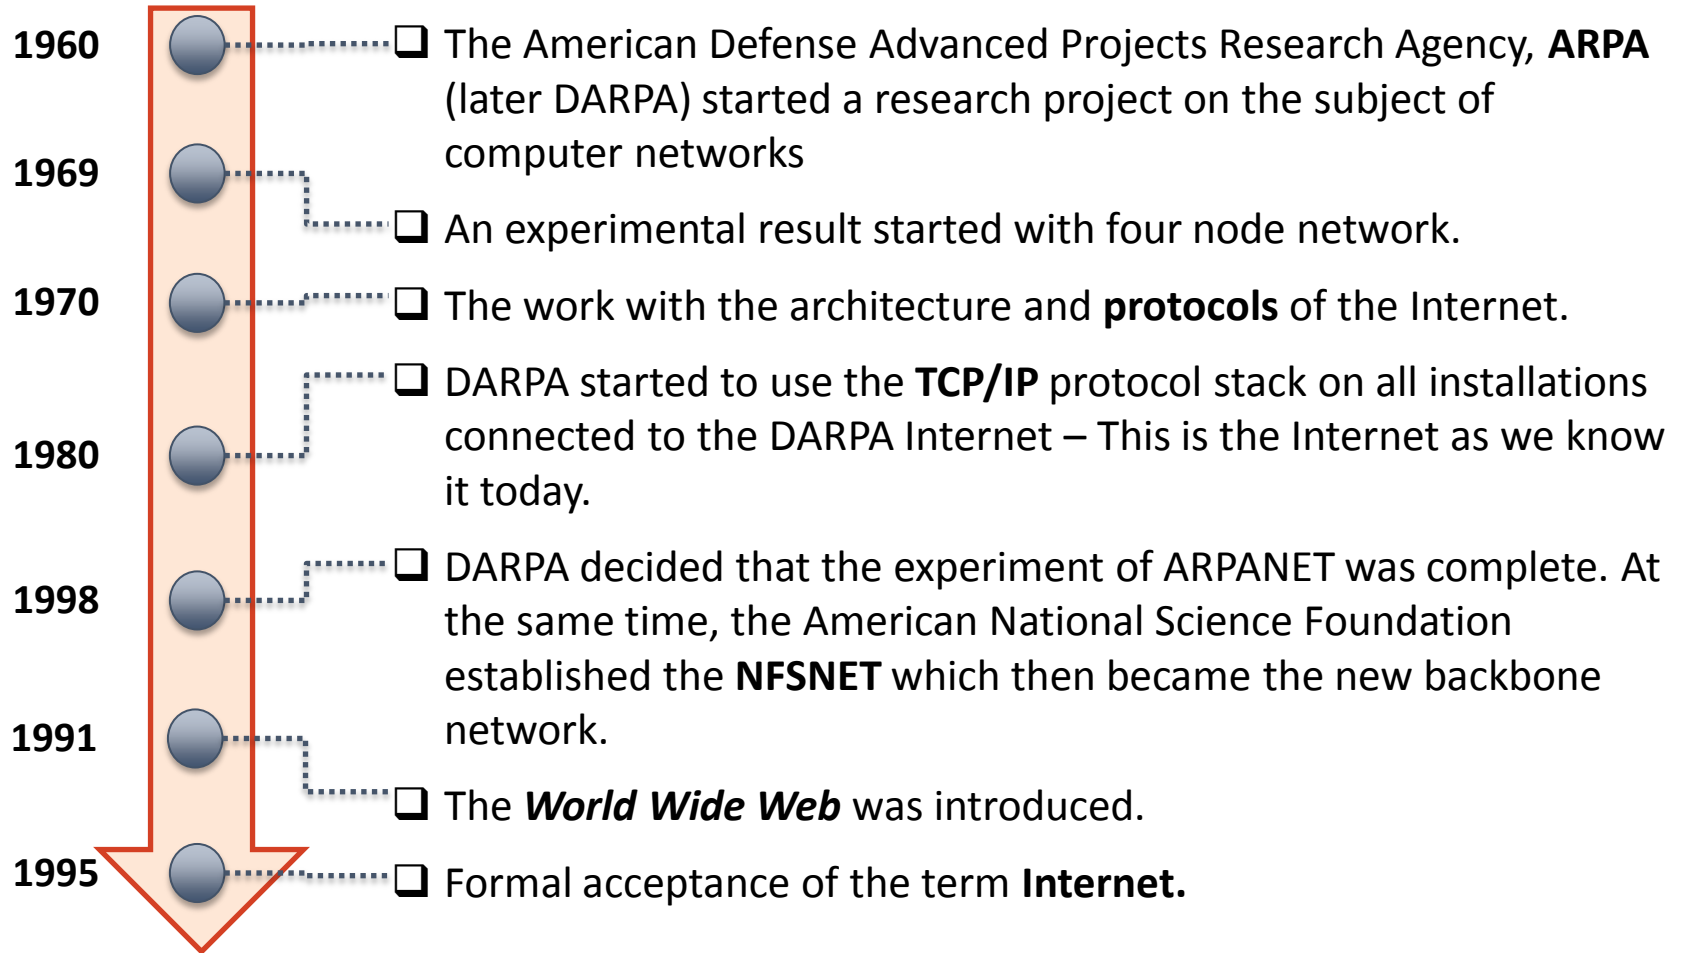 1960
❑ The American Defense Advanced Projects Research Agency, ARPA
(later DARPA) started a research project on the subject of
computer networks
1969
❑ An experimental result started with four node network.
1970
❑ The work with the architecture and protocols of the Internet.
1980
❑ DARPA started to use the TCP/IP protocol stack on all installations
connected to the DARPA Internet – This is the Internet as we know
it today.
1998
❑ DARPA decided that the experiment of ARPANET was complete. At
the same time, the American National Science Foundation
established the NFSNET which then became the new backbone
network.
1991
❑ The World Wide Web was introduced.
1995
❑ Formal acceptance of the term Internet.